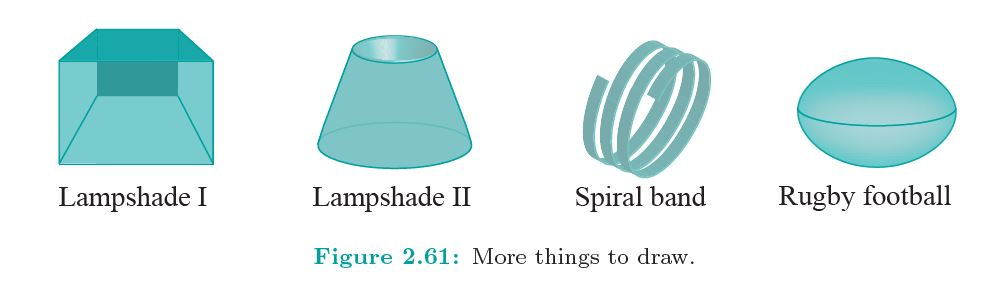 Lampshade I Lampshade II Spiral band Rugby football
Figure 2.61: More things to draw.